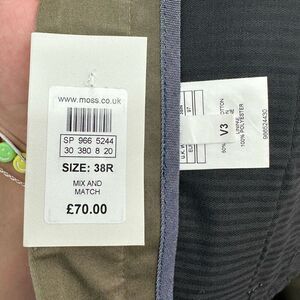 www.moss.co.uk
SP 966 5244
30 380 8 20
SIZE: 38R
MIX AND
MATCH
£70.00
V3
100% POLYESTER
966024430